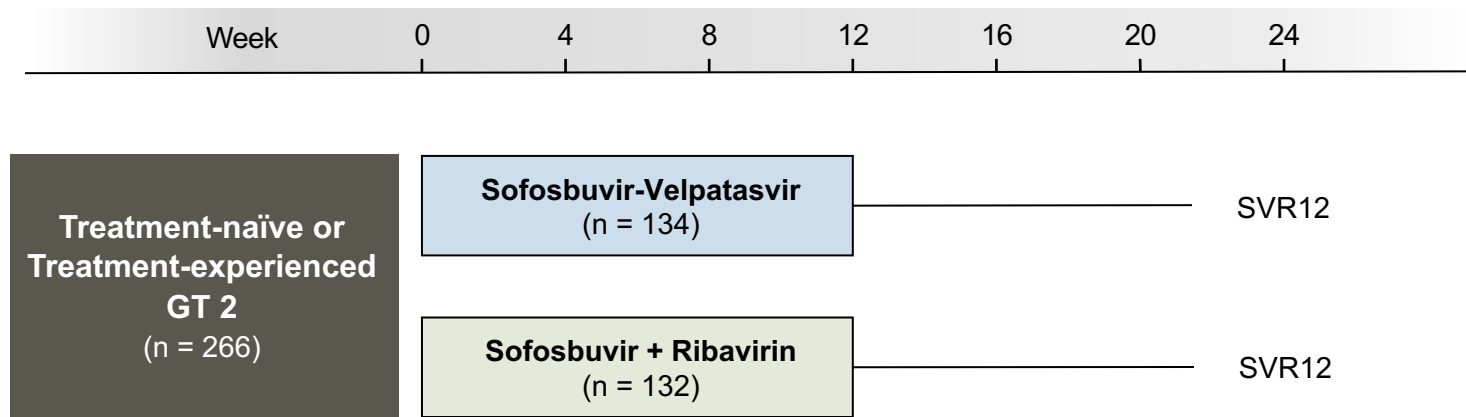 Week 0 4 8 12 16 20 24
Treatment-naïve or
Treatment-experienced
GT 2
(n = 266)
Sofosbuvir-Velpatasvir
(n = 134)
SVR12
Sofosbuvir + Ribavirin
(n = 132)
SVR12